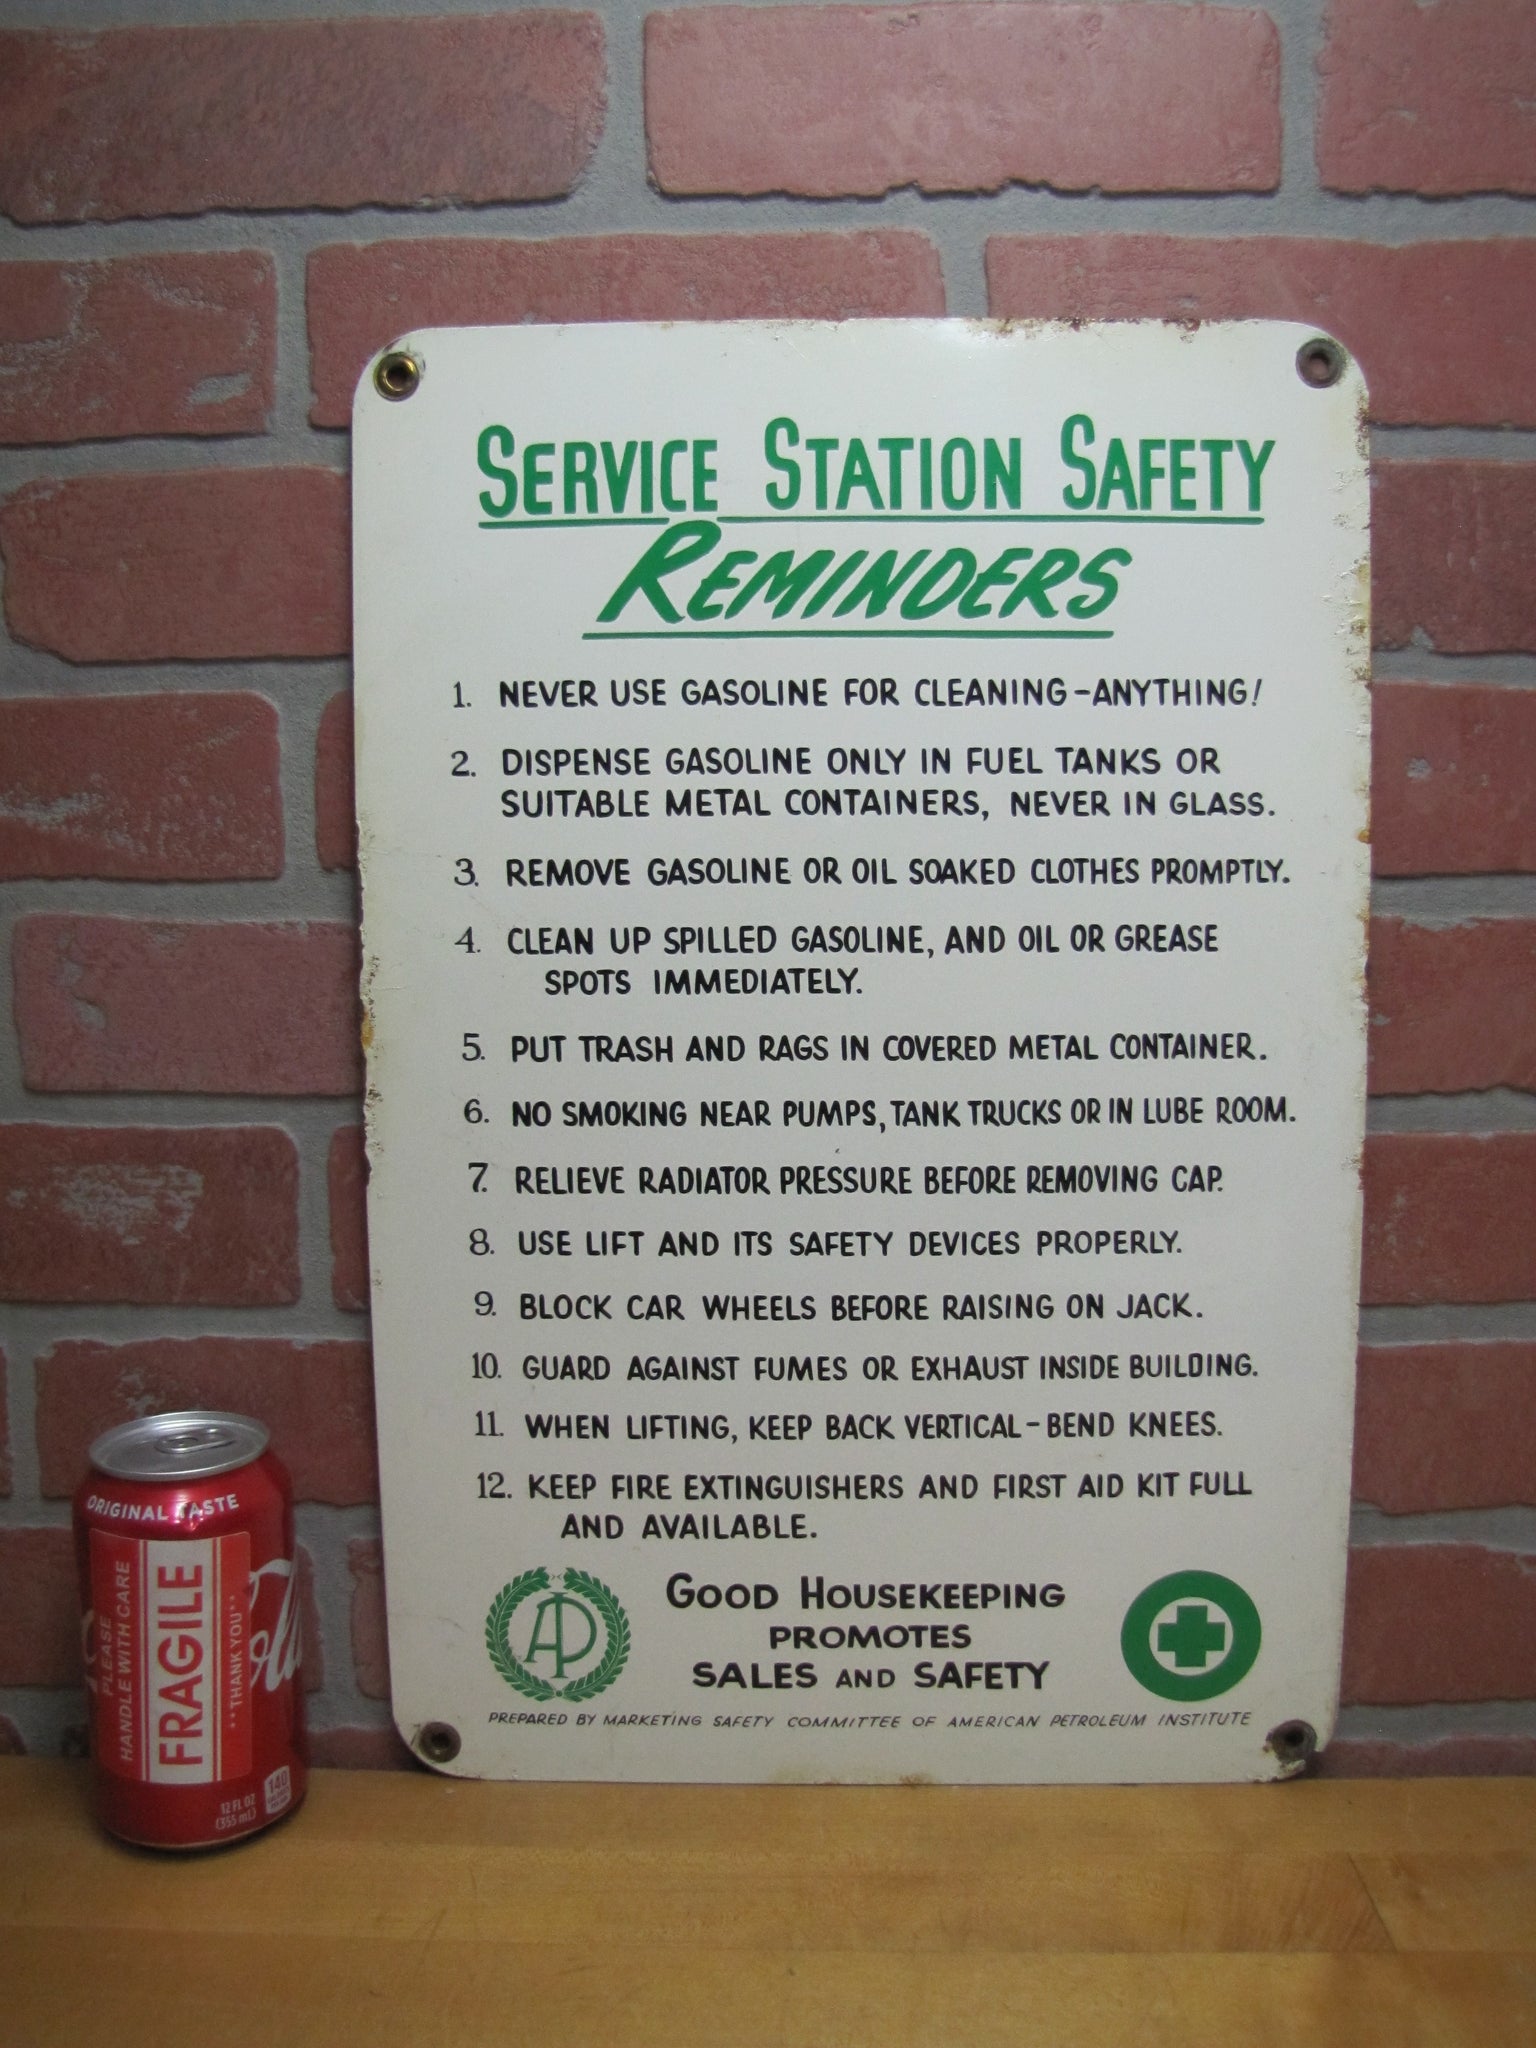 SERVICE STATION SAFETY
REMINDERS
1. NEVER USE GASOLINE FOR CLEANING-ANYTHING!
2. DISPENSE GASOLINE ONLY IN FUEL TANKS OR
SUITABLE METAL CONTAINERS, NEVER IN GLASS.
3. REMOVE GASOLINE OR OIL SOAKED CLOTHES PROMPTLY.
4. CLEAN UP SPILLED GASOLINE, AND OIL OR GREASE
SPOTS IMMEDIATELY.
5. PUT TRASH AND RAGS IN COVERED METAL CONTAINER.
6. NO SMOKING NEAR PUMPS, TANK TRUCKS OR IN LUBE ROOM.
7. RELIEVE RADIATOR PRESSURE BEFORE REMOVING CAP.
8. USE LIFT AND ITS SAFETY DEVICES PROPERLY.
9. BLOCK CAR WHEELS BEFORE RAISING ON JACK.
10. GUARD AGAINST FUMES OR EXHAUST INSIDE BUILDING.
11. WHEN LIFTING, KEEP BACK VERTICAL-BEND KNEES.
12. KEEP FIRE EXTINGUISHERS AND FIRST AID KIT FULL
AND AVAILABLE.
API
GOOD HOUSEKEEPING
PROMOTES
SALES AND SAFETY
PREPARED BY MARKETING SAFETY COMMITTEE OF AMERICAN PETROLEUM INSTITUTE
ORIGINAL TASTE
PLEASE
HANDLE WITH CARE
FRAGILE
**THANK YOU**
12 FL OZ
(355 mL)
140